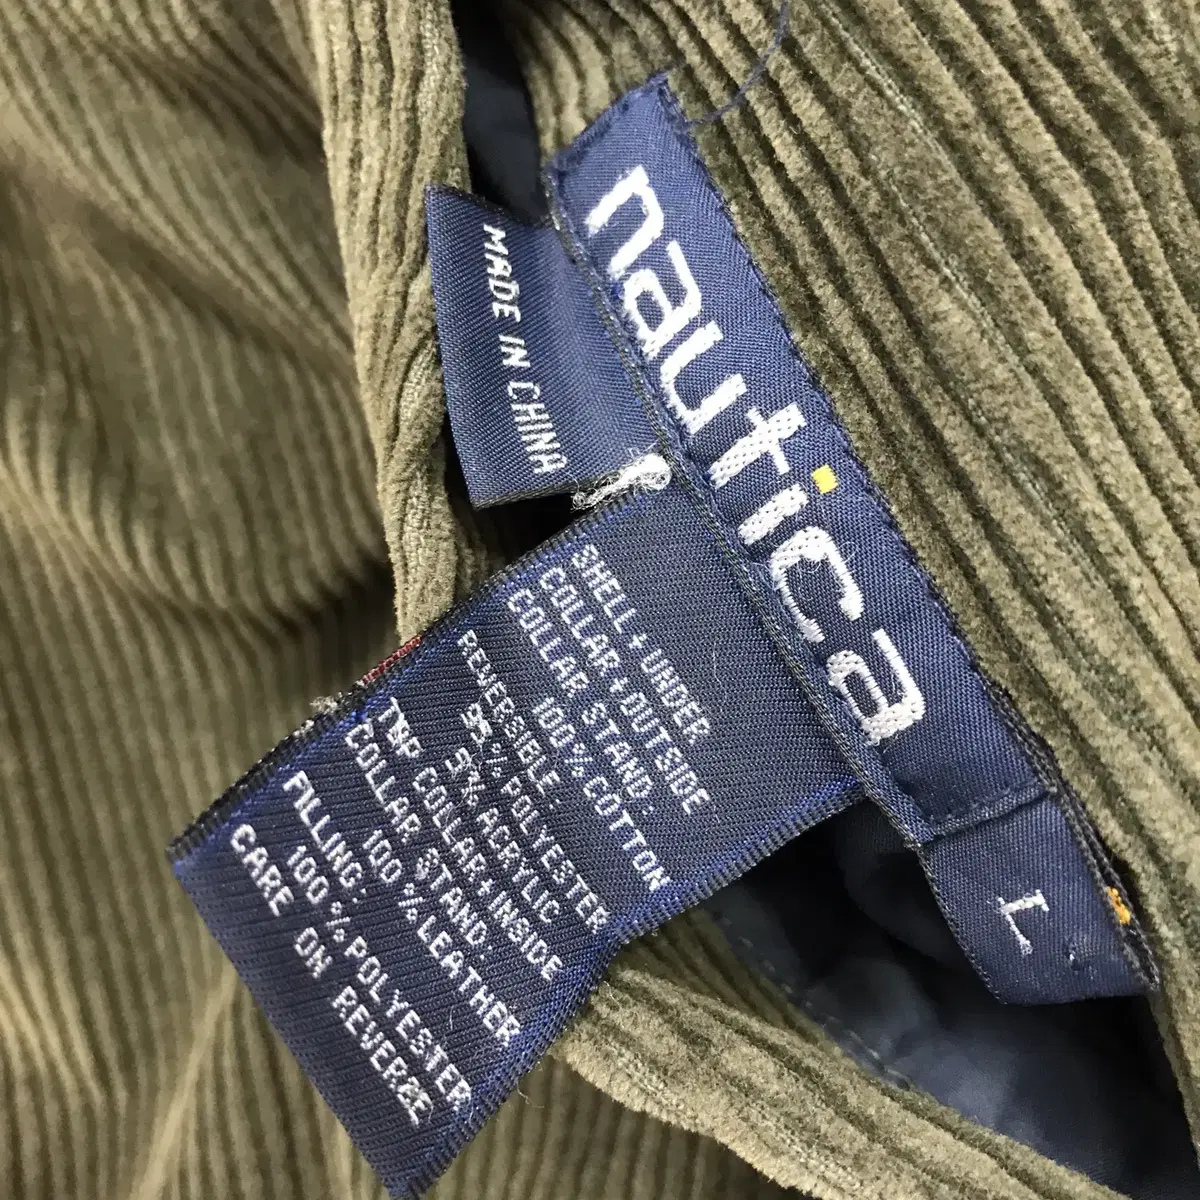 nautica
MADE IN CHINA
L
SHELL + UNDER
COLLAR + OUTSIDE
COLLAR STAND:
100% COTTON
REVERSIBLE:
95% POLYESTER
5% ACRYLIC
TOP COLLAR + INSIDE
COLLAR STAND:
100% LEATHER
FILLING:
100% POLYESTER
CARE ON REVERZE